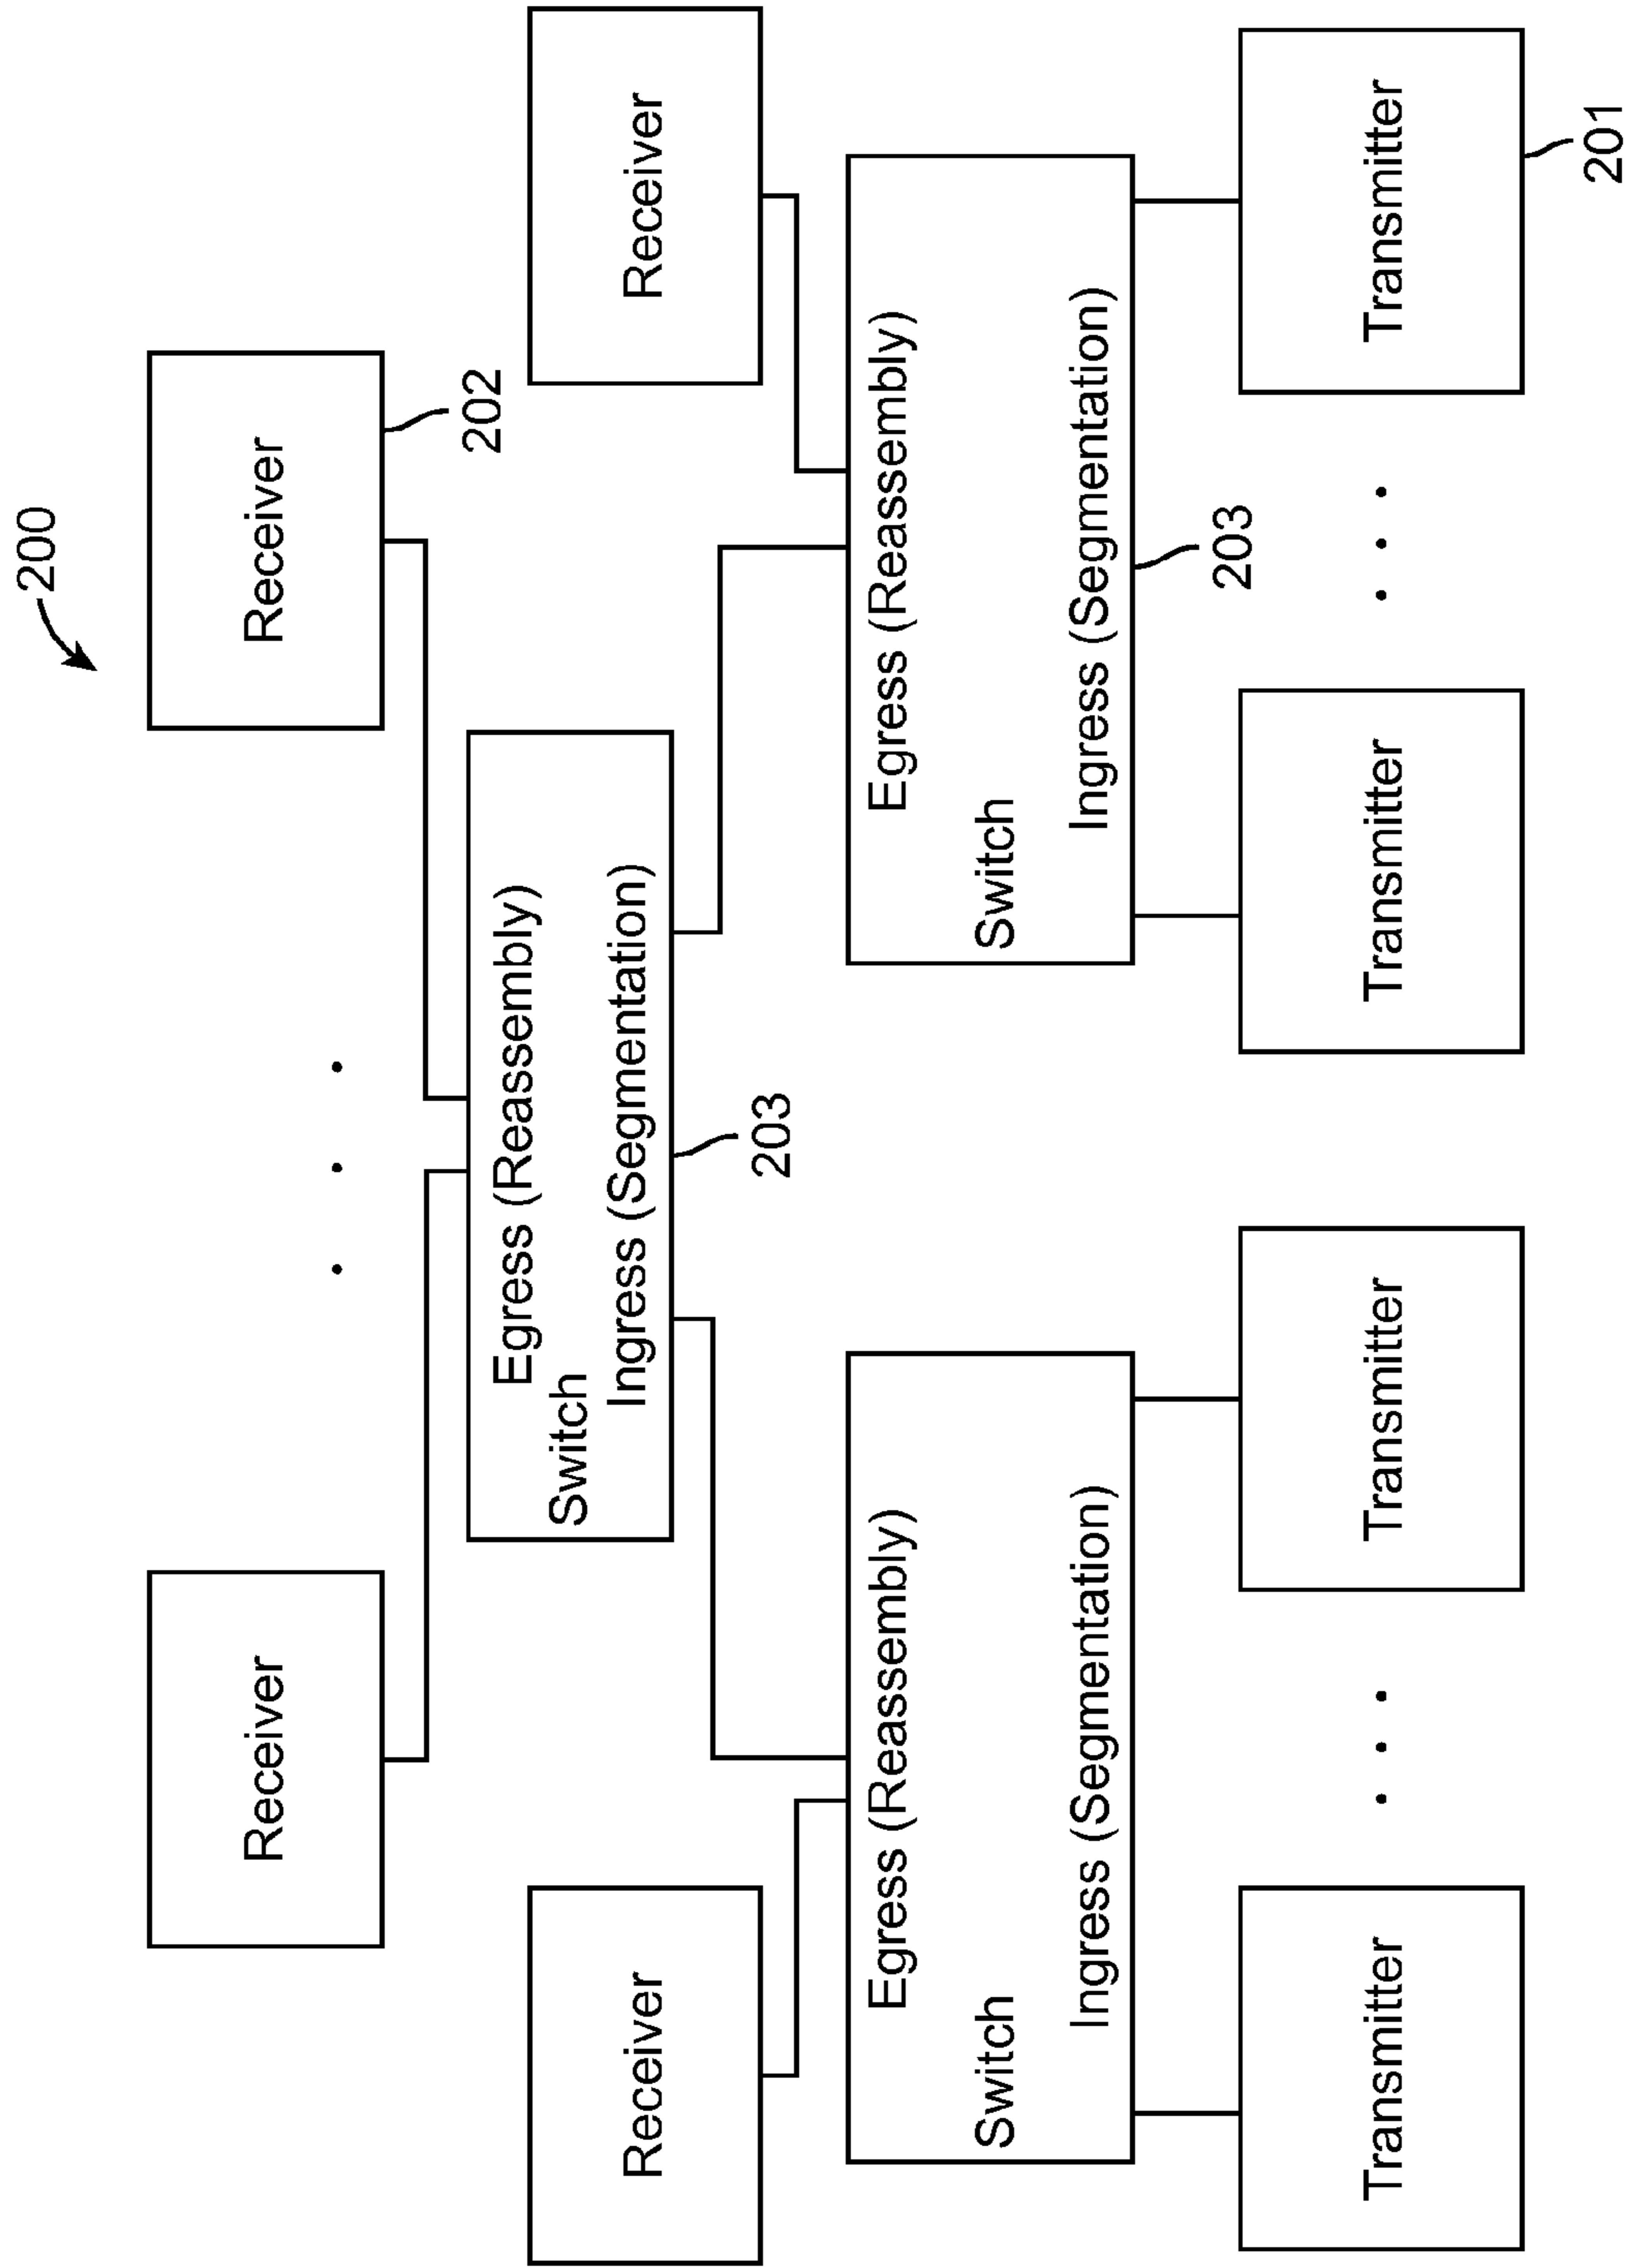 200
Receiver
Receiver
202
Egress (Reassembly)
Switch
Ingress (Segmentation)
203
Receiver
Receiver
Egress (Reassembly)
Switch
Ingress (Segmentation)
Egress (Reassembly)
Switch
Ingress (Segmentation)
203
Transmitter
Transmitter
Transmitter
Transmitter
201